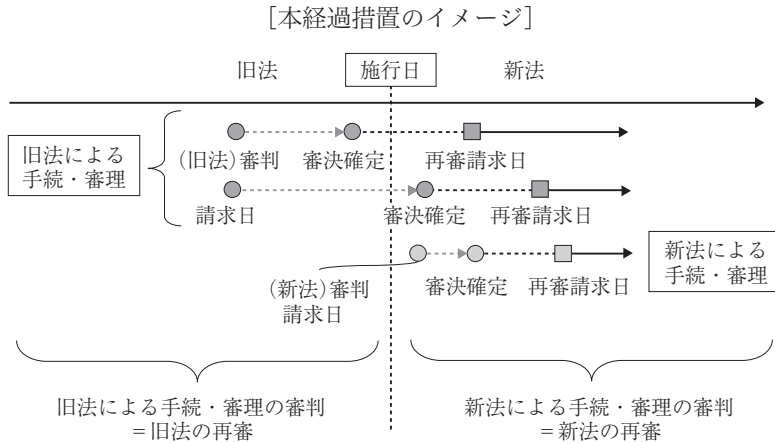 ［本経過措置のイメージ］
旧法
施行日
新法
旧法による
手続・審理
(旧法)審判
審決確定
再審請求日
請求日
審決確定
再審請求日
(新法)審判
請求日
審決確定
再審請求日
新法による
手続・審理
旧法による手続・審理の審判
＝旧法の再審
新法による手続・審理の審判
＝新法の再審